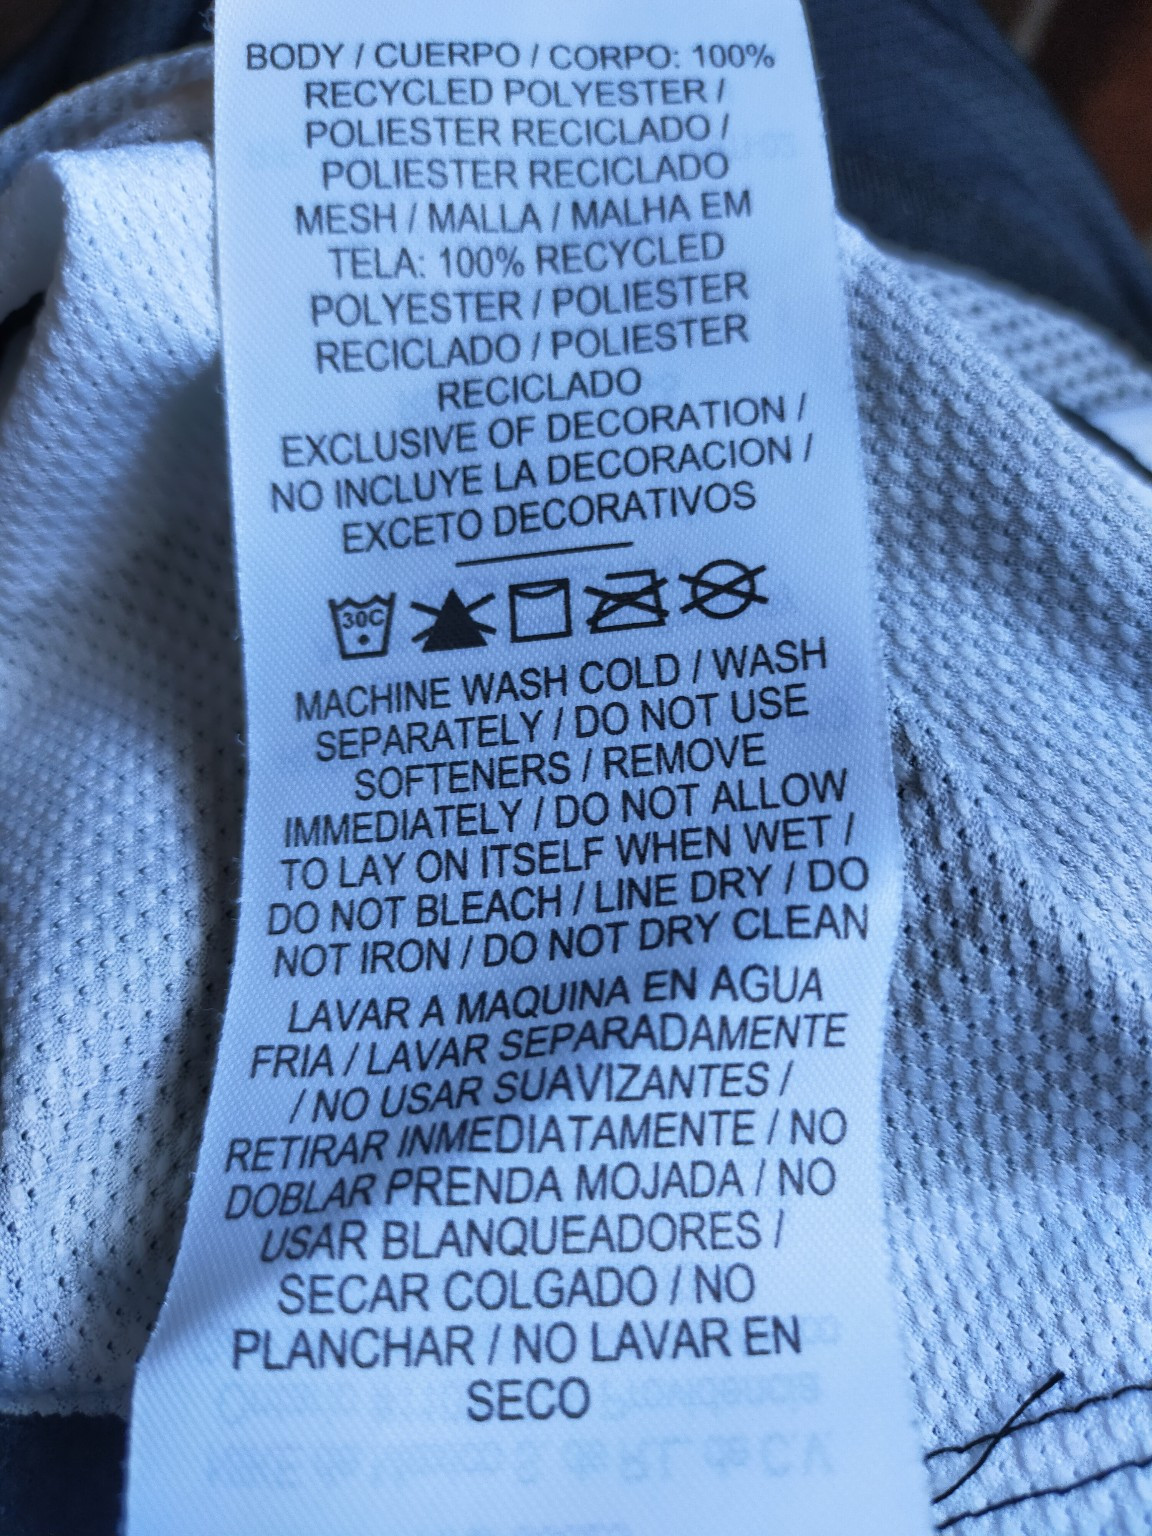 BODY / CUERPO / CORPO: 100%
RECYCLED POLYESTER /
POLIESTER RECICLADO /
POLIESTER RECICLADO
MESH / MALLA / MALHA EM
TELA: 100% RECYCLED
POLYESTER / POLIESTER
RECICLADO / POLIESTER
RECICLADO
EXCLUSIVE OF DECORATION /
NO INCLUYE LA DECORACION /
EXCETO DECORATIVOS
30C
MACHINE WASH COLD / WASH
SEPARATELY / DO NOT USE
SOFTENERS / REMOVE
IMMEDIATELY / DO NOT ALLOW
TO LAY ON ITSELF WHEN WET /
DO NOT BLEACH / LINE DRY / DO
NOT IRON / DO NOT DRY CLEAN
LAVAR A MAQUINA EN AGUA
FRIA / LAVAR SEPARADAMENTE
/ NO USAR SUAVIZANTES /
RETIRAR INMEDIATAMENTE / NO
DOBLAR PRENDA MOJADA / NO
USAR BLANQUEADORES /
SECAR COLGADO / NO
PLANCHAR / NO LAVAR EN
SECO